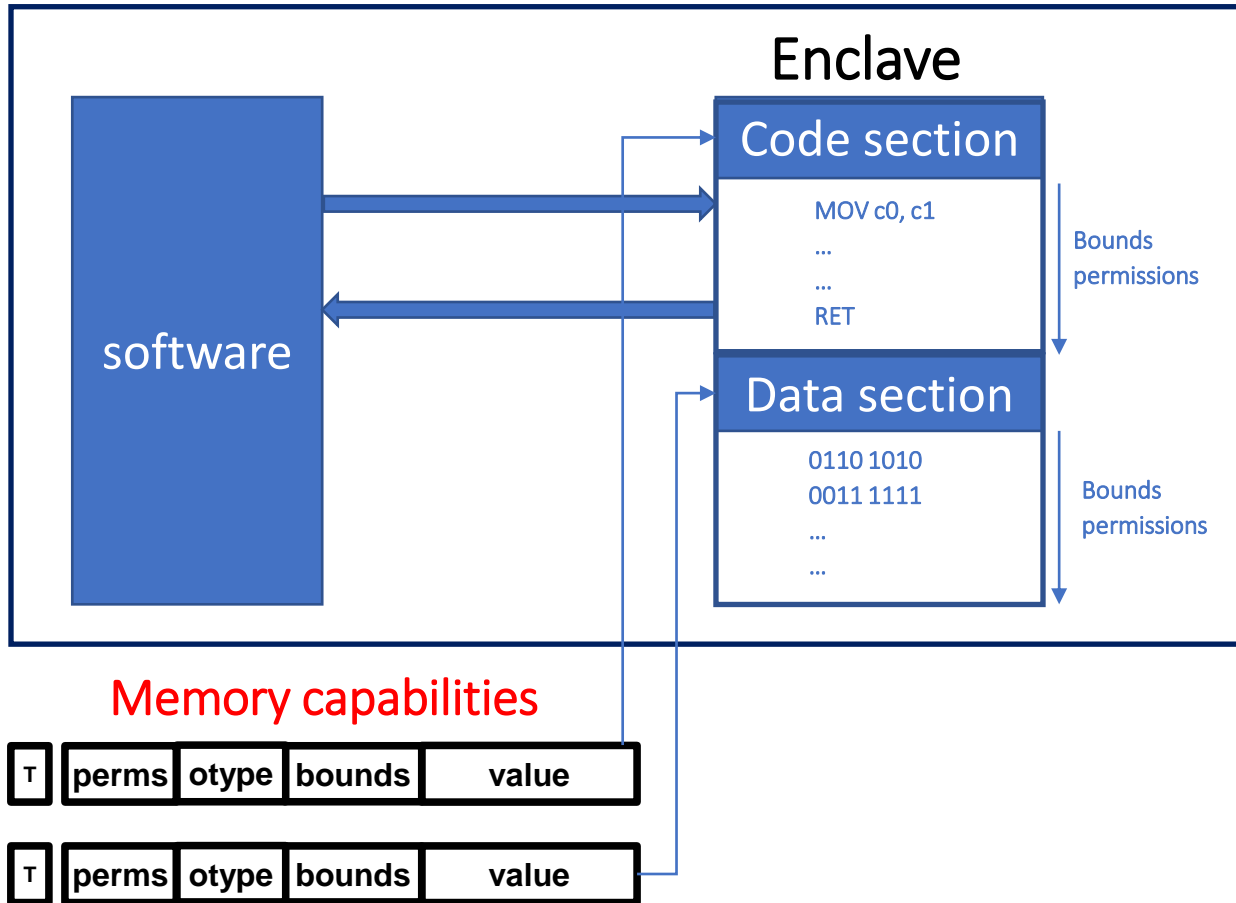 Enclave
software
Code section
MOV c0, c1
...
...
RET
Bounds
permissions
Data section
0110 1010
0011 1111
...
...
Bounds
permissions
Memory capabilities
T perms otype bounds value
T perms otype bounds value